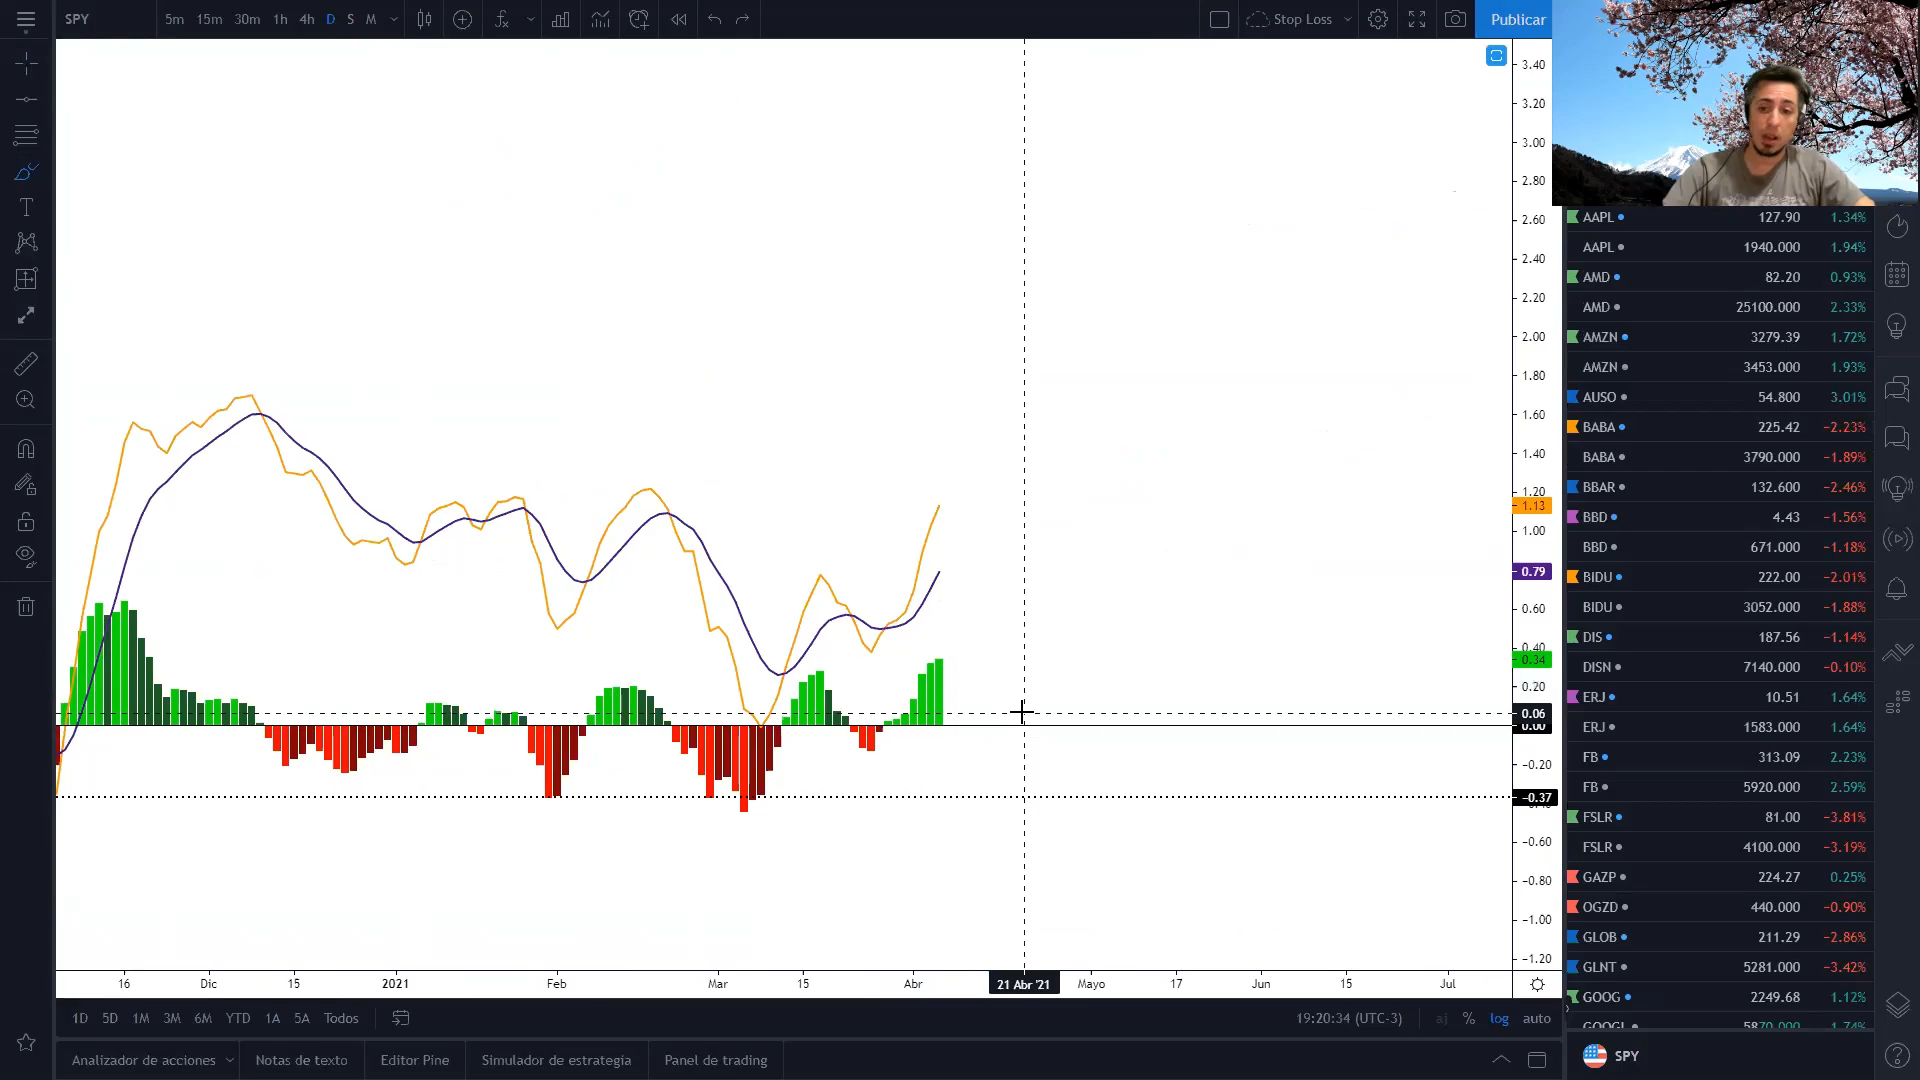 SPY 5m 15m 30m 1h 4h D S M Stop Loss Publicar
3.40
3.20
3.00
2.80
2.60
2.40
2.20
2.00
1.80
1.60
1.40
1.20
1.13
1.00
0.79
0.60
0.40
0.34
0.20
0.06
0.00
−0.20
−0.37
−0.60
−0.80
−1.00
−1.20
16 Dic 15 2021 Feb Mar 15 Abr 21 Abr '21 Mayo 17 Jun 15 Jul
1D 5D 1M 3M 6M YTD 1A 5A Todos 19:20:34 (UTC-3) aj % log auto
Analizador de acciones Notas de texto Editor Pine Simulador de estrategia Panel de trading
AAPL 127.90 1.34%
AAPL 1940.000 1.94%
AMD 82.20 0.93%
AMD 25100.000 2.33%
AMZN 3279.39 1.72%
AMZN 3453.000 1.93%
AUSO 54.800 3.01%
BABA 225.42 −2.23%
BABA 3790.000 −1.89%
BBAR 132.600 −2.46%
BBD 4.43 −1.56%
BBD 671.000 −1.18%
BIDU 222.00 −2.01%
BIDU 3052.000 −1.88%
DIS 187.56 −1.14%
DISN 7140.000 −0.10%
ERJ 10.51 1.64%
ERJ 1583.000 1.64%
FB 313.09 2.23%
FB 5920.000 2.59%
FSLR 81.00 −3.81%
FSLR 4100.000 −3.19%
GAZP 224.27 0.25%
OGZD 440.000 −0.90%
GLOB 211.29 −2.86%
GLNT 5281.000 −3.42%
GOOG 2249.68 1.12%
GOOGL 5870.000 1.74%
SPY